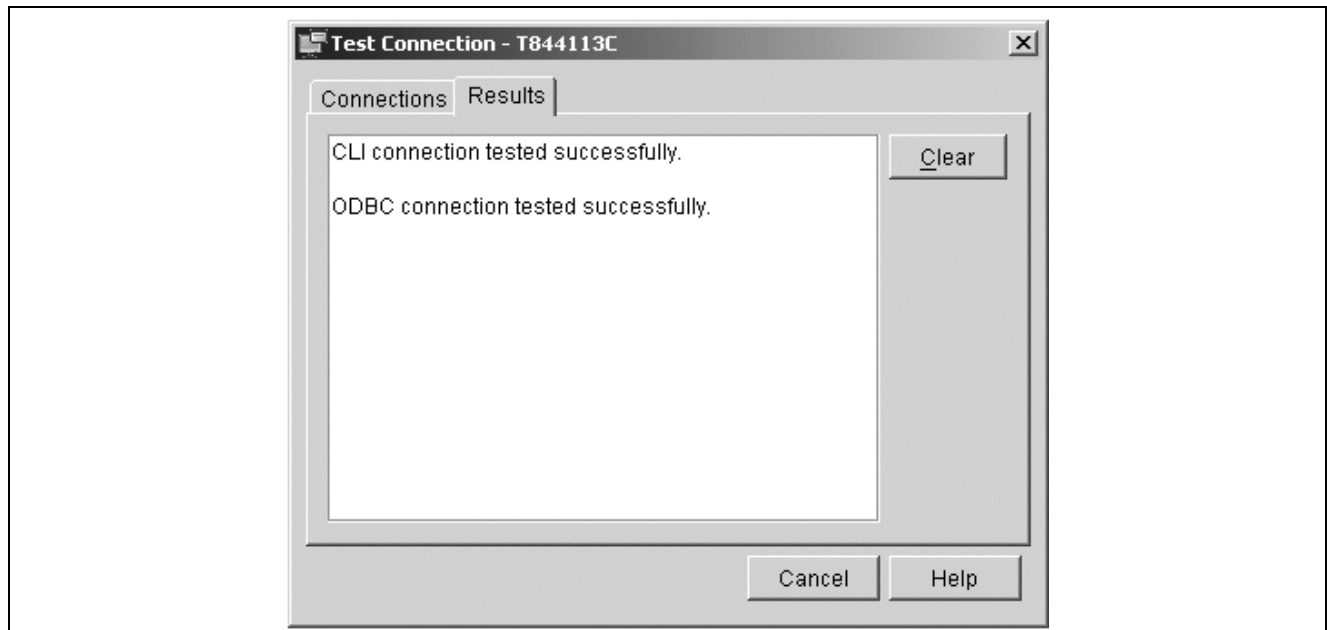 Test Connection - T844113C
Connections
Results
CLI connection tested successfully.
Clear
ODBC connection tested successfully.
Cancel
Help